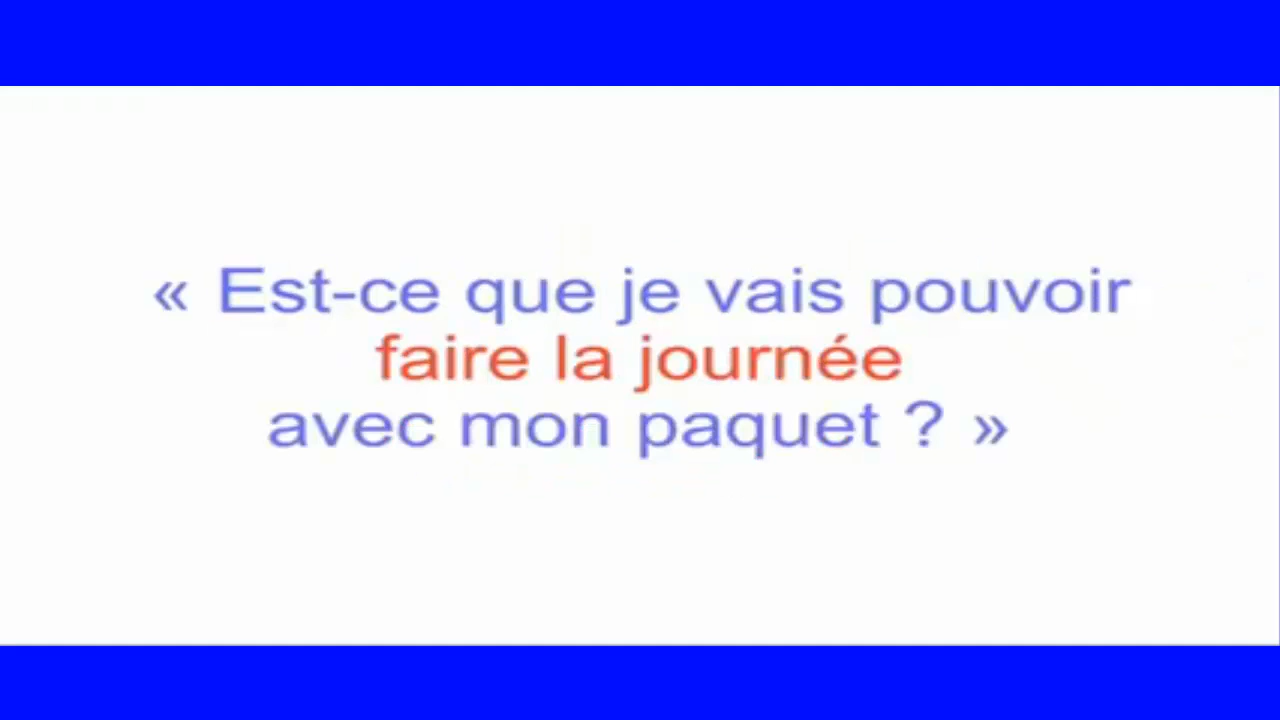 « Est-ce que je vais pouvoir
faire la journée
avec mon paquet ? »